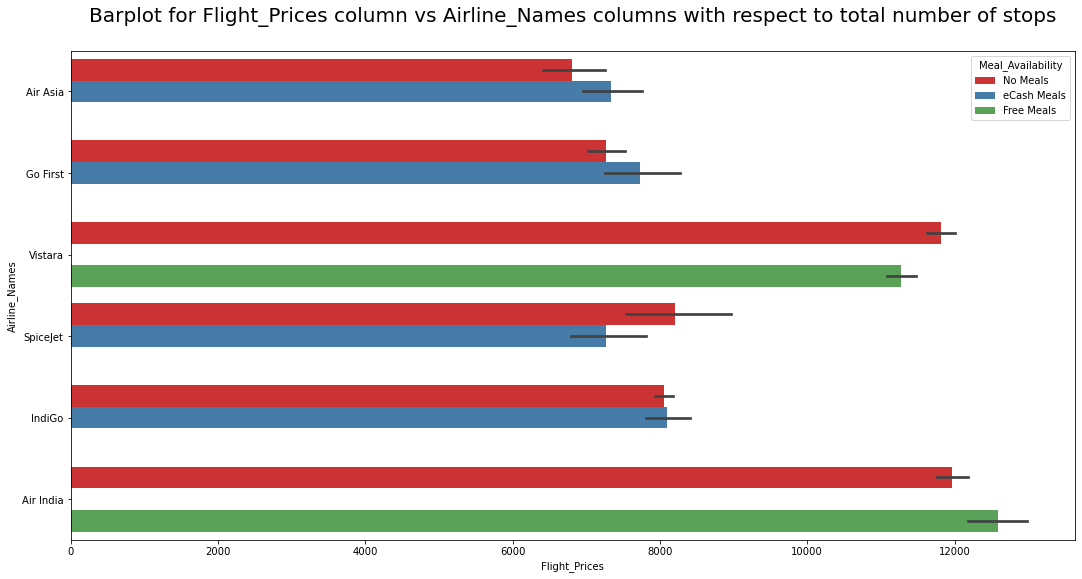 Barplot for Flight_Prices column vs Airline_Names columns with respect to total number of stops
Meal_Availability
No Meals
eCash Meals
Free Meals
Airline_Names
Air Asia
Go First
Vistara
SpiceJet
IndiGo
Air India
0 2000 4000 6000 8000 10000 12000
Flight_Prices